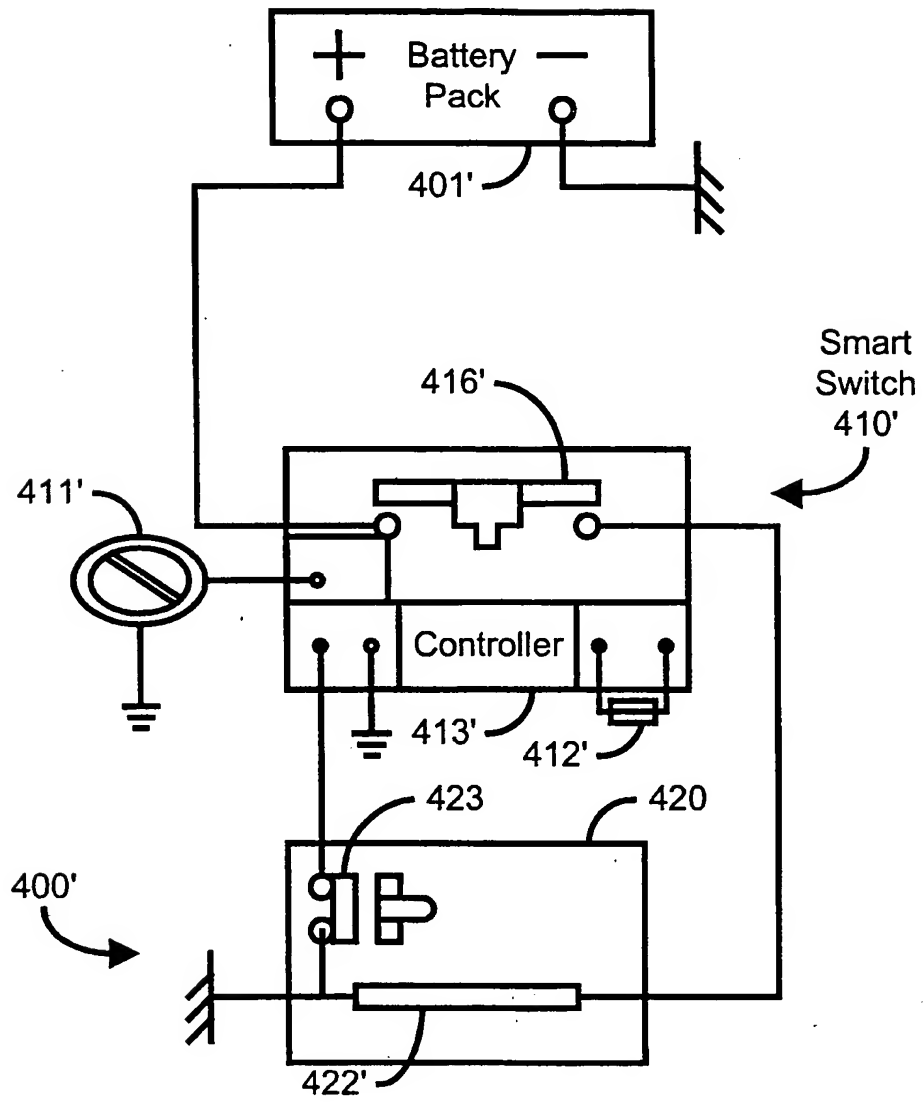 + Battery —
Pack
401'
Smart
Switch
410'
416'
411'
Controller
413'
412'
423
420
400'
422'